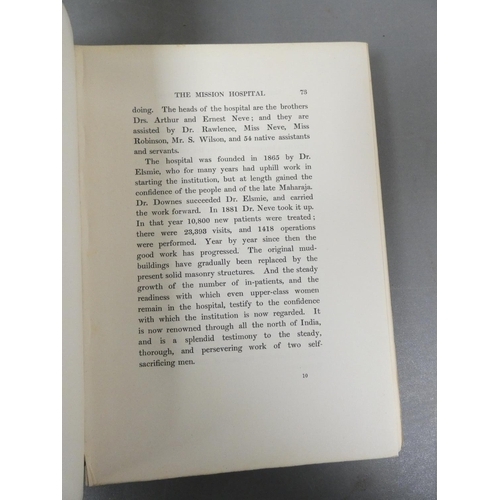 THE MISSION HOSPITAL 73
doing. The heads of the hospital are the brothers
Drs. Arthur and Ernest Neve; and they are
assisted by Dr. Rawlence, Miss Neve, Miss
Robinson, Mr. S. Wilson, and 54 native assistants
and servants.
The hospital was founded in 1865 by Dr.
Elsmie, who for many years had uphill work in
starting the institution, but at length gained the
confidence of the people and of the late Maharaja.
Dr. Downes succeeded Dr. Elsmie, and carried
the work forward. In 1881 Dr. Neve took it up.
In that year 10,800 new patients were treated;
there were 23,393 visits, and 1418 operations
were performed. Year by year since then the
good work has progressed. The original mud-
buildings have gradually been replaced by the
present solid masonry structures. And the steady
growth of the number of in-patients, and the
readiness with which even upper-class women
remain in the hospital, testify to the confidence
with which the institution is now regarded. It
is now renowned through all the north of India,
and is a splendid testimony to the steady,
thorough, and persevering work of two self-
sacrificing men.
10